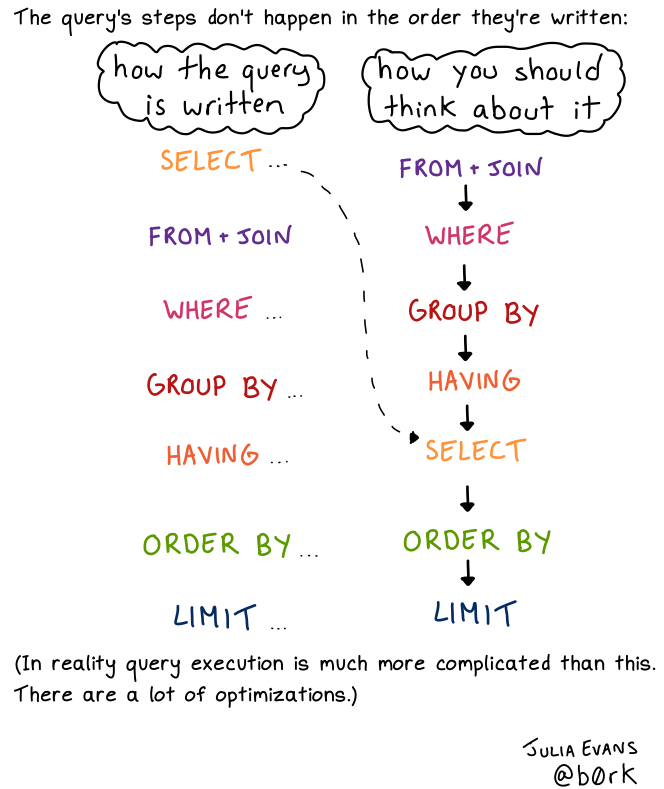 The query's steps don't happen in the order they're written:
how the query
is written
SELECT ...
FROM + JOIN
WHERE ...
GROUP BY ...
HAVING ...
ORDER BY ...
LIMIT ...
how you should
think about it
FROM + JOIN
WHERE
GROUP BY
HAVING
SELECT
ORDER BY
LIMIT
(In reality query execution is much more complicated than this.
There are a lot of optimizations.)
JULIA EVANS
@b0rk